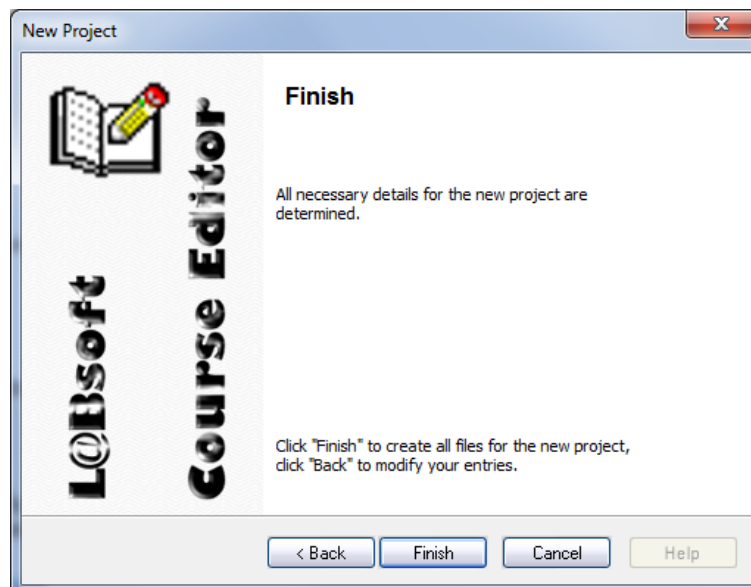 New Project
L@Bsoft
Course Editor
Finish
All necessary details for the new project are
determined.
Click "Finish" to create all files for the new project,
click "Back" to modify your entries.
< Back
Finish
Cancel
Help